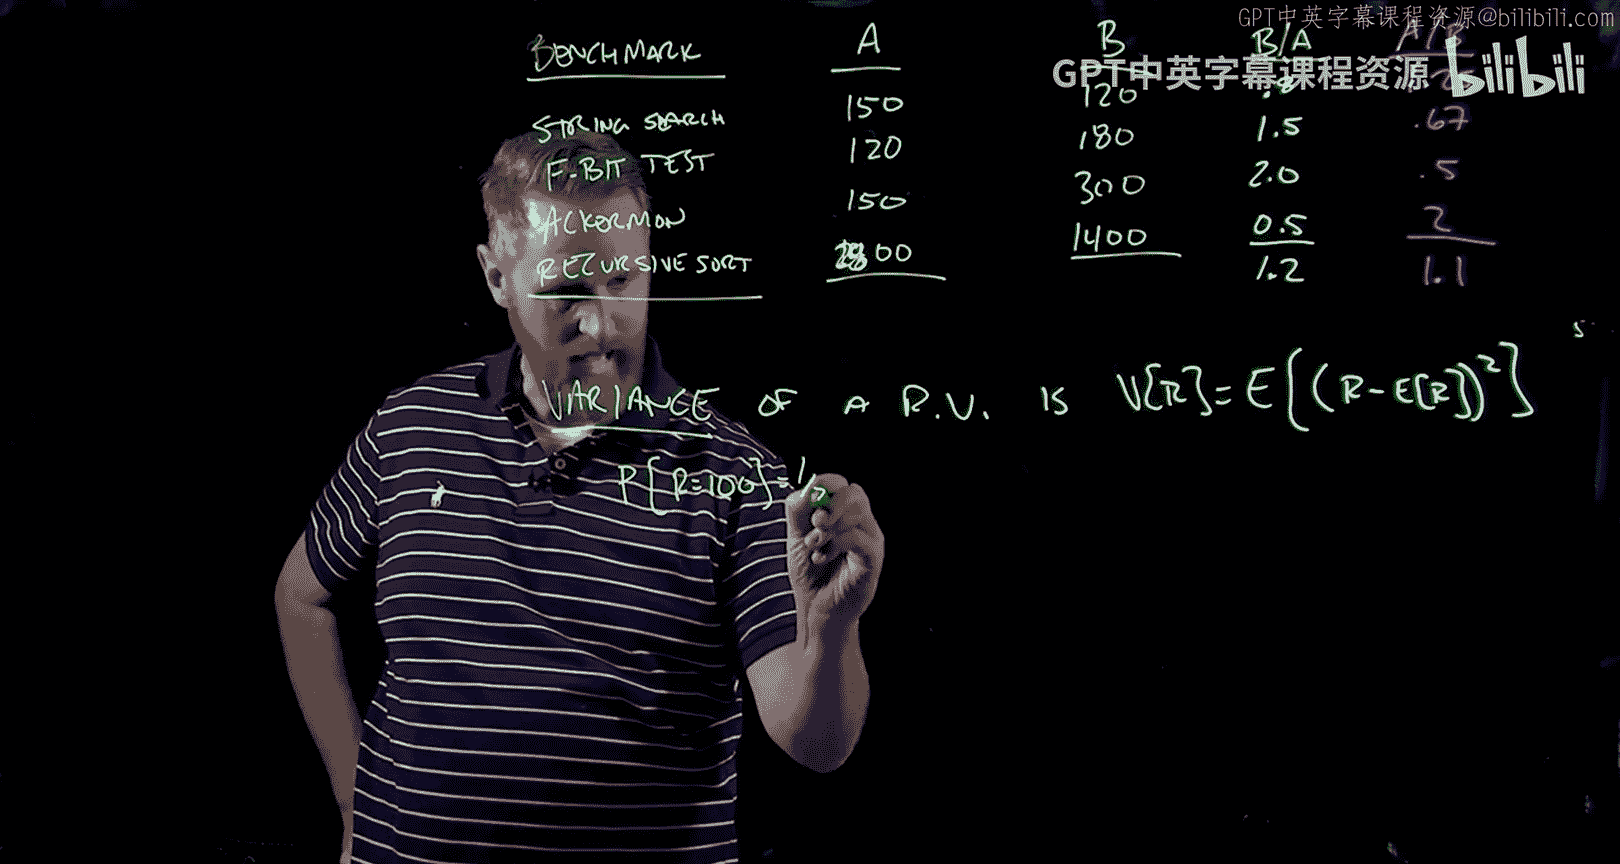 GPT中英字幕课程资源@bilibili.com
GPT中英字幕课程资源 bilibili
BENCHMARK A B B/A A/B
STRING SEARCH 150 120
F-BIT TEST 120 180 1.5 .67
ACKERMON 150 300 2.0 .5
RECURSIVE SORT 00 1400 0.5 2
1.2 1.1
VARIANCE OF A R.V. IS V[R]=E[(R-E[R])²]
P[R=100]=1/